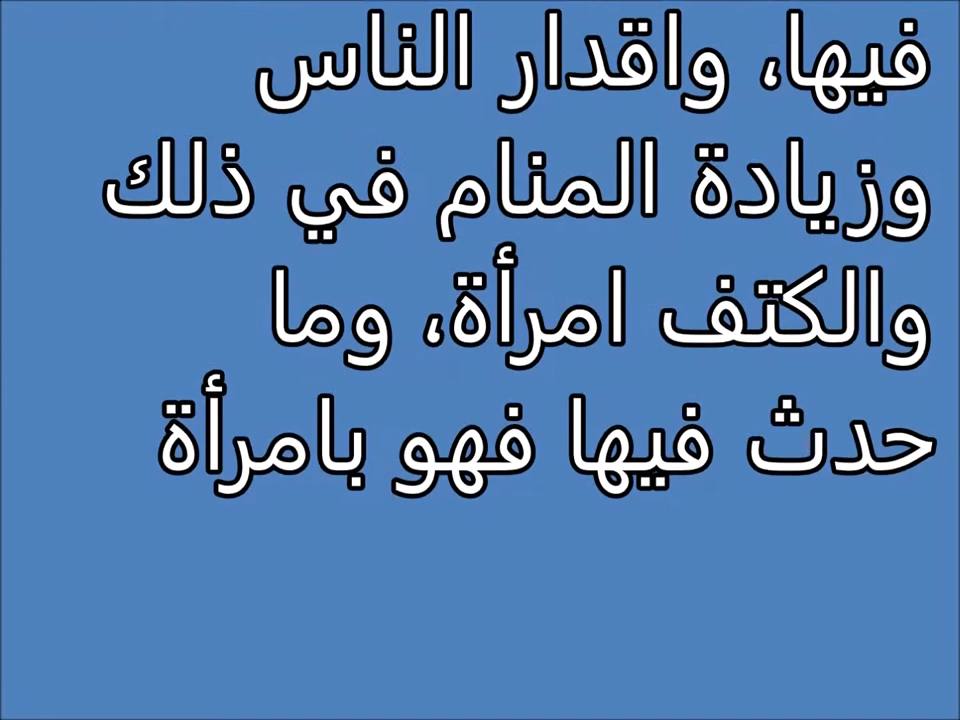 فيها، واقدار الناس
وزيادة المنام في ذلك
والكتف امرأة، وما
حدث فيها فهو بامرأة